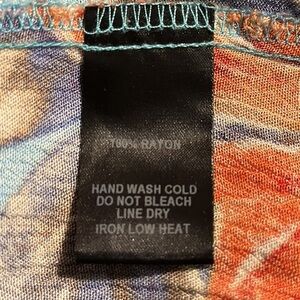 100% RAYON
HAND WASH COLD
DO NOT BLEACH
LINE DRY
IRON LOW HEAT